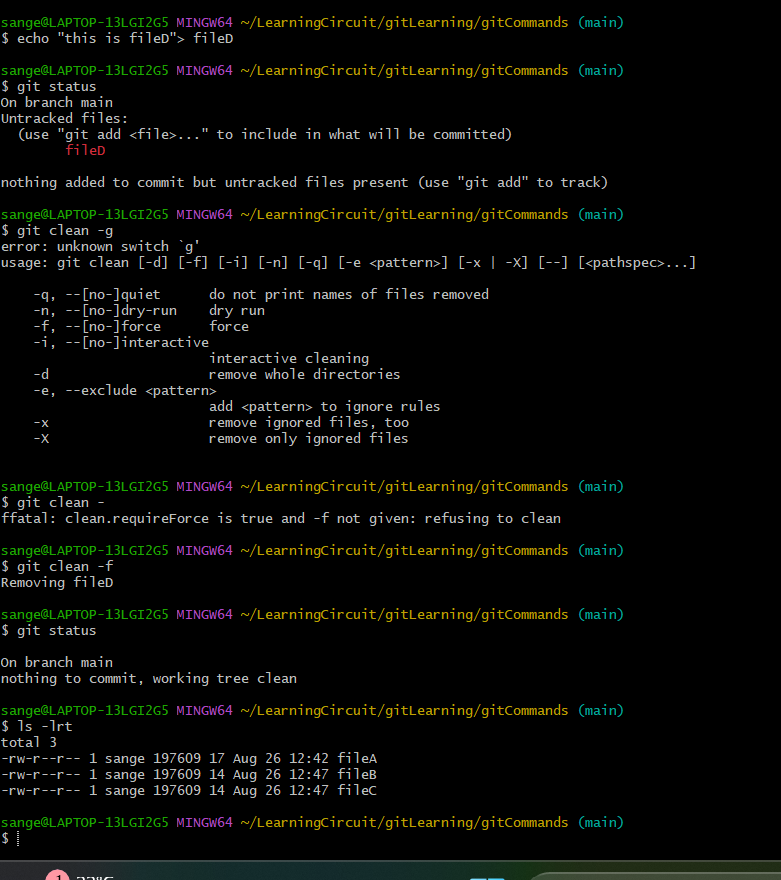 sange@LAPTOP-13LGI2G5 MINGW64 ~/LearningCircuit/gitLearning/gitCommands (main)
$ echo "this is fileD"> fileD

sange@LAPTOP-13LGI2G5 MINGW64 ~/LearningCircuit/gitLearning/gitCommands (main)
$ git status
On branch main
Untracked files:
  (use "git add <file>..." to include in what will be committed)
        fileD

nothing added to commit but untracked files present (use "git add" to track)

sange@LAPTOP-13LGI2G5 MINGW64 ~/LearningCircuit/gitLearning/gitCommands (main)
$ git clean -g
error: unknown switch `g'
usage: git clean [-d] [-f] [-i] [-n] [-q] [-e <pattern>] [-x | -X] [--] [<pathspec>...]

    -q, --[no-]quiet      do not print names of files removed
    -n, --[no-]dry-run    dry run
    -f, --[no-]force      force
    -i, --[no-]interactive
                          interactive cleaning
    -d                    remove whole directories
    -e, --exclude <pattern>
                          add <pattern> to ignore rules
    -x                    remove ignored files, too
    -X                    remove only ignored files


sange@LAPTOP-13LGI2G5 MINGW64 ~/LearningCircuit/gitLearning/gitCommands (main)
$ git clean -
ffatal: clean.requireForce is true and -f not given: refusing to clean

sange@LAPTOP-13LGI2G5 MINGW64 ~/LearningCircuit/gitLearning/gitCommands (main)
$ git clean -f
Removing fileD

sange@LAPTOP-13LGI2G5 MINGW64 ~/LearningCircuit/gitLearning/gitCommands (main)
$ git status

On branch main
nothing to commit, working tree clean

sange@LAPTOP-13LGI2G5 MINGW64 ~/LearningCircuit/gitLearning/gitCommands (main)
$ ls -lrt
total 3
-rw-r--r-- 1 sange 197609 17 Aug 26 12:42 fileA
-rw-r--r-- 1 sange 197609 14 Aug 26 12:47 fileB
-rw-r--r-- 1 sange 197609 14 Aug 26 12:47 fileC

sange@LAPTOP-13LGI2G5 MINGW64 ~/LearningCircuit/gitLearning/gitCommands (main)
$